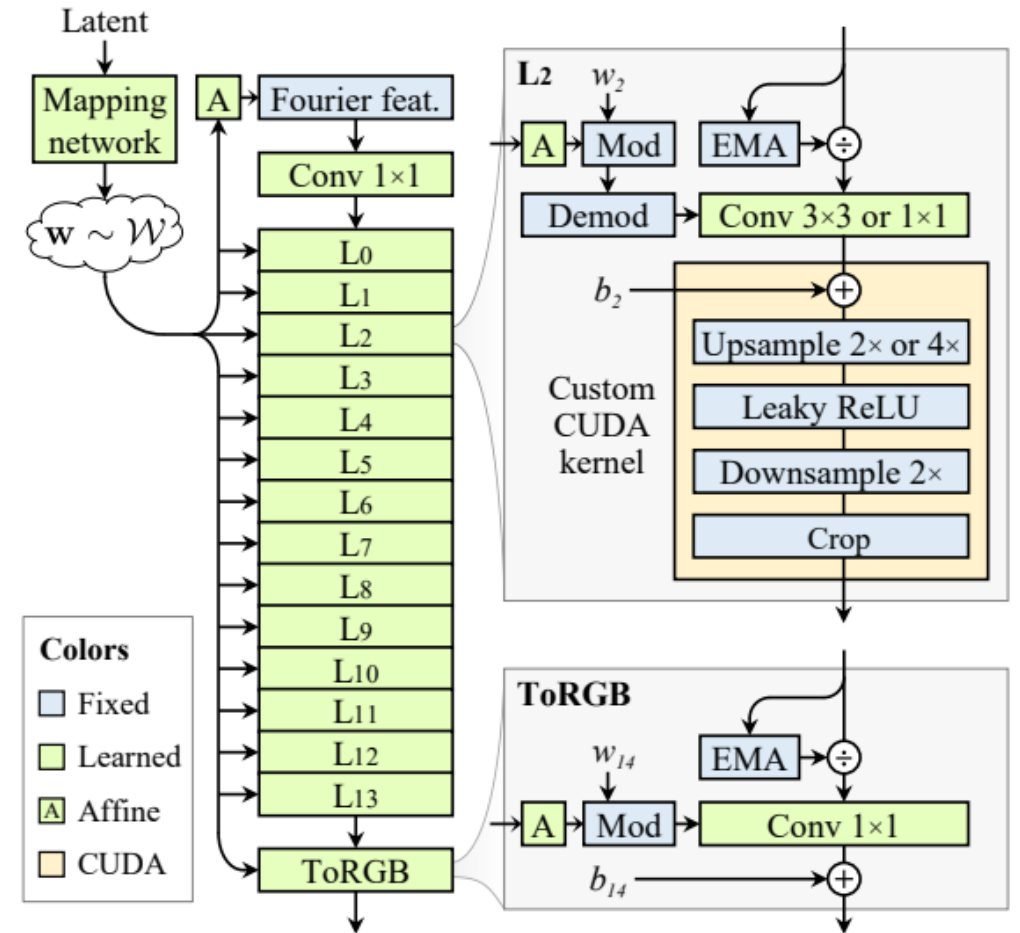 Latent
Mapping
network
w ∼ 𝒲
A
Fourier feat.
Conv 1×1
L0
L1
L2
L3
L4
L5
L6
L7
L8
L9
L10
L11
L12
L13
ToRGB
Colors
Fixed
Learned
A Affine
CUDA
L2
w2
A
Mod
EMA
÷
Demod
Conv 3×3 or 1×1
b2
+
Upsample 2× or 4×
Leaky ReLU
Downsample 2×
Crop
Custom
CUDA
kernel
ToRGB
w14
EMA
÷
A
Mod
Conv 1×1
b14
+